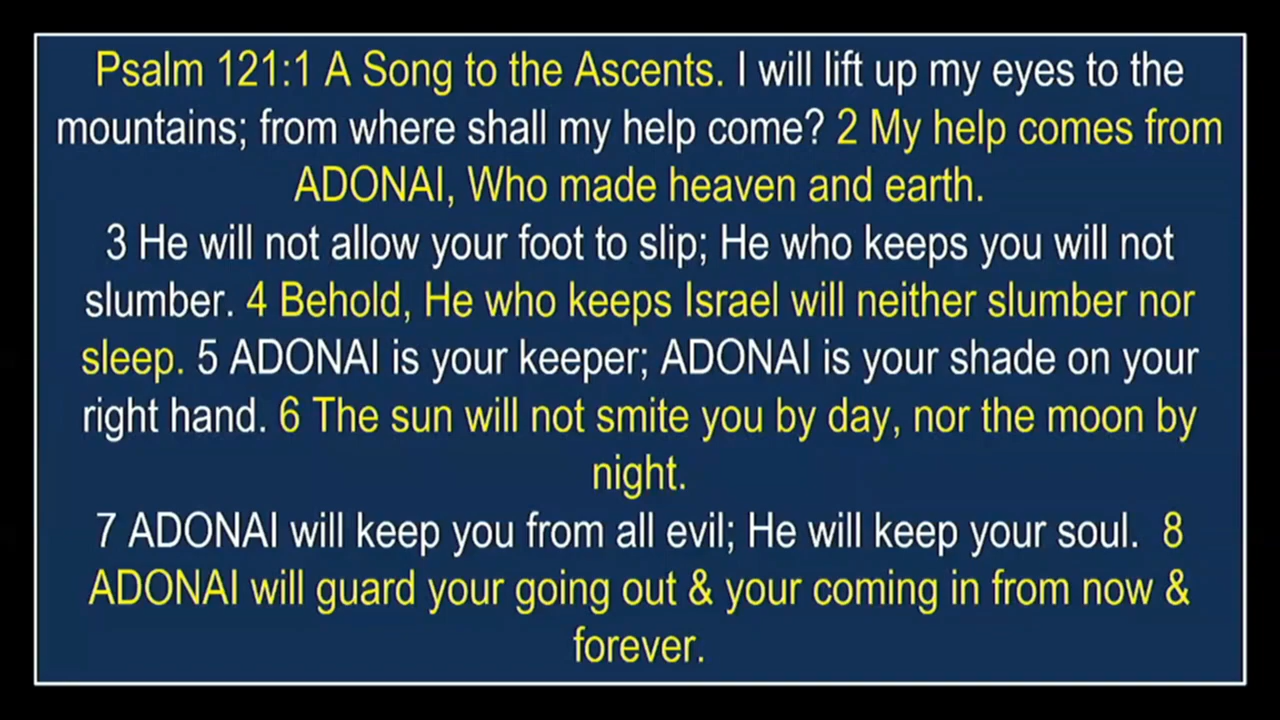 Psalm 121:1 A Song to the Ascents. I will lift up my eyes to the
mountains; from where shall my help come? 2 My help comes from
ADONAI, Who made heaven and earth.
3 He will not allow your foot to slip; He who keeps you will not
slumber. 4 Behold, He who keeps Israel will neither slumber nor
sleep. 5 ADONAI is your keeper; ADONAI is your shade on your
right hand. 6 The sun will not smite you by day, nor the moon by
night.
7 ADONAI will keep you from all evil; He will keep your soul. 8
ADONAI will guard your going out & your coming in from now &
forever.